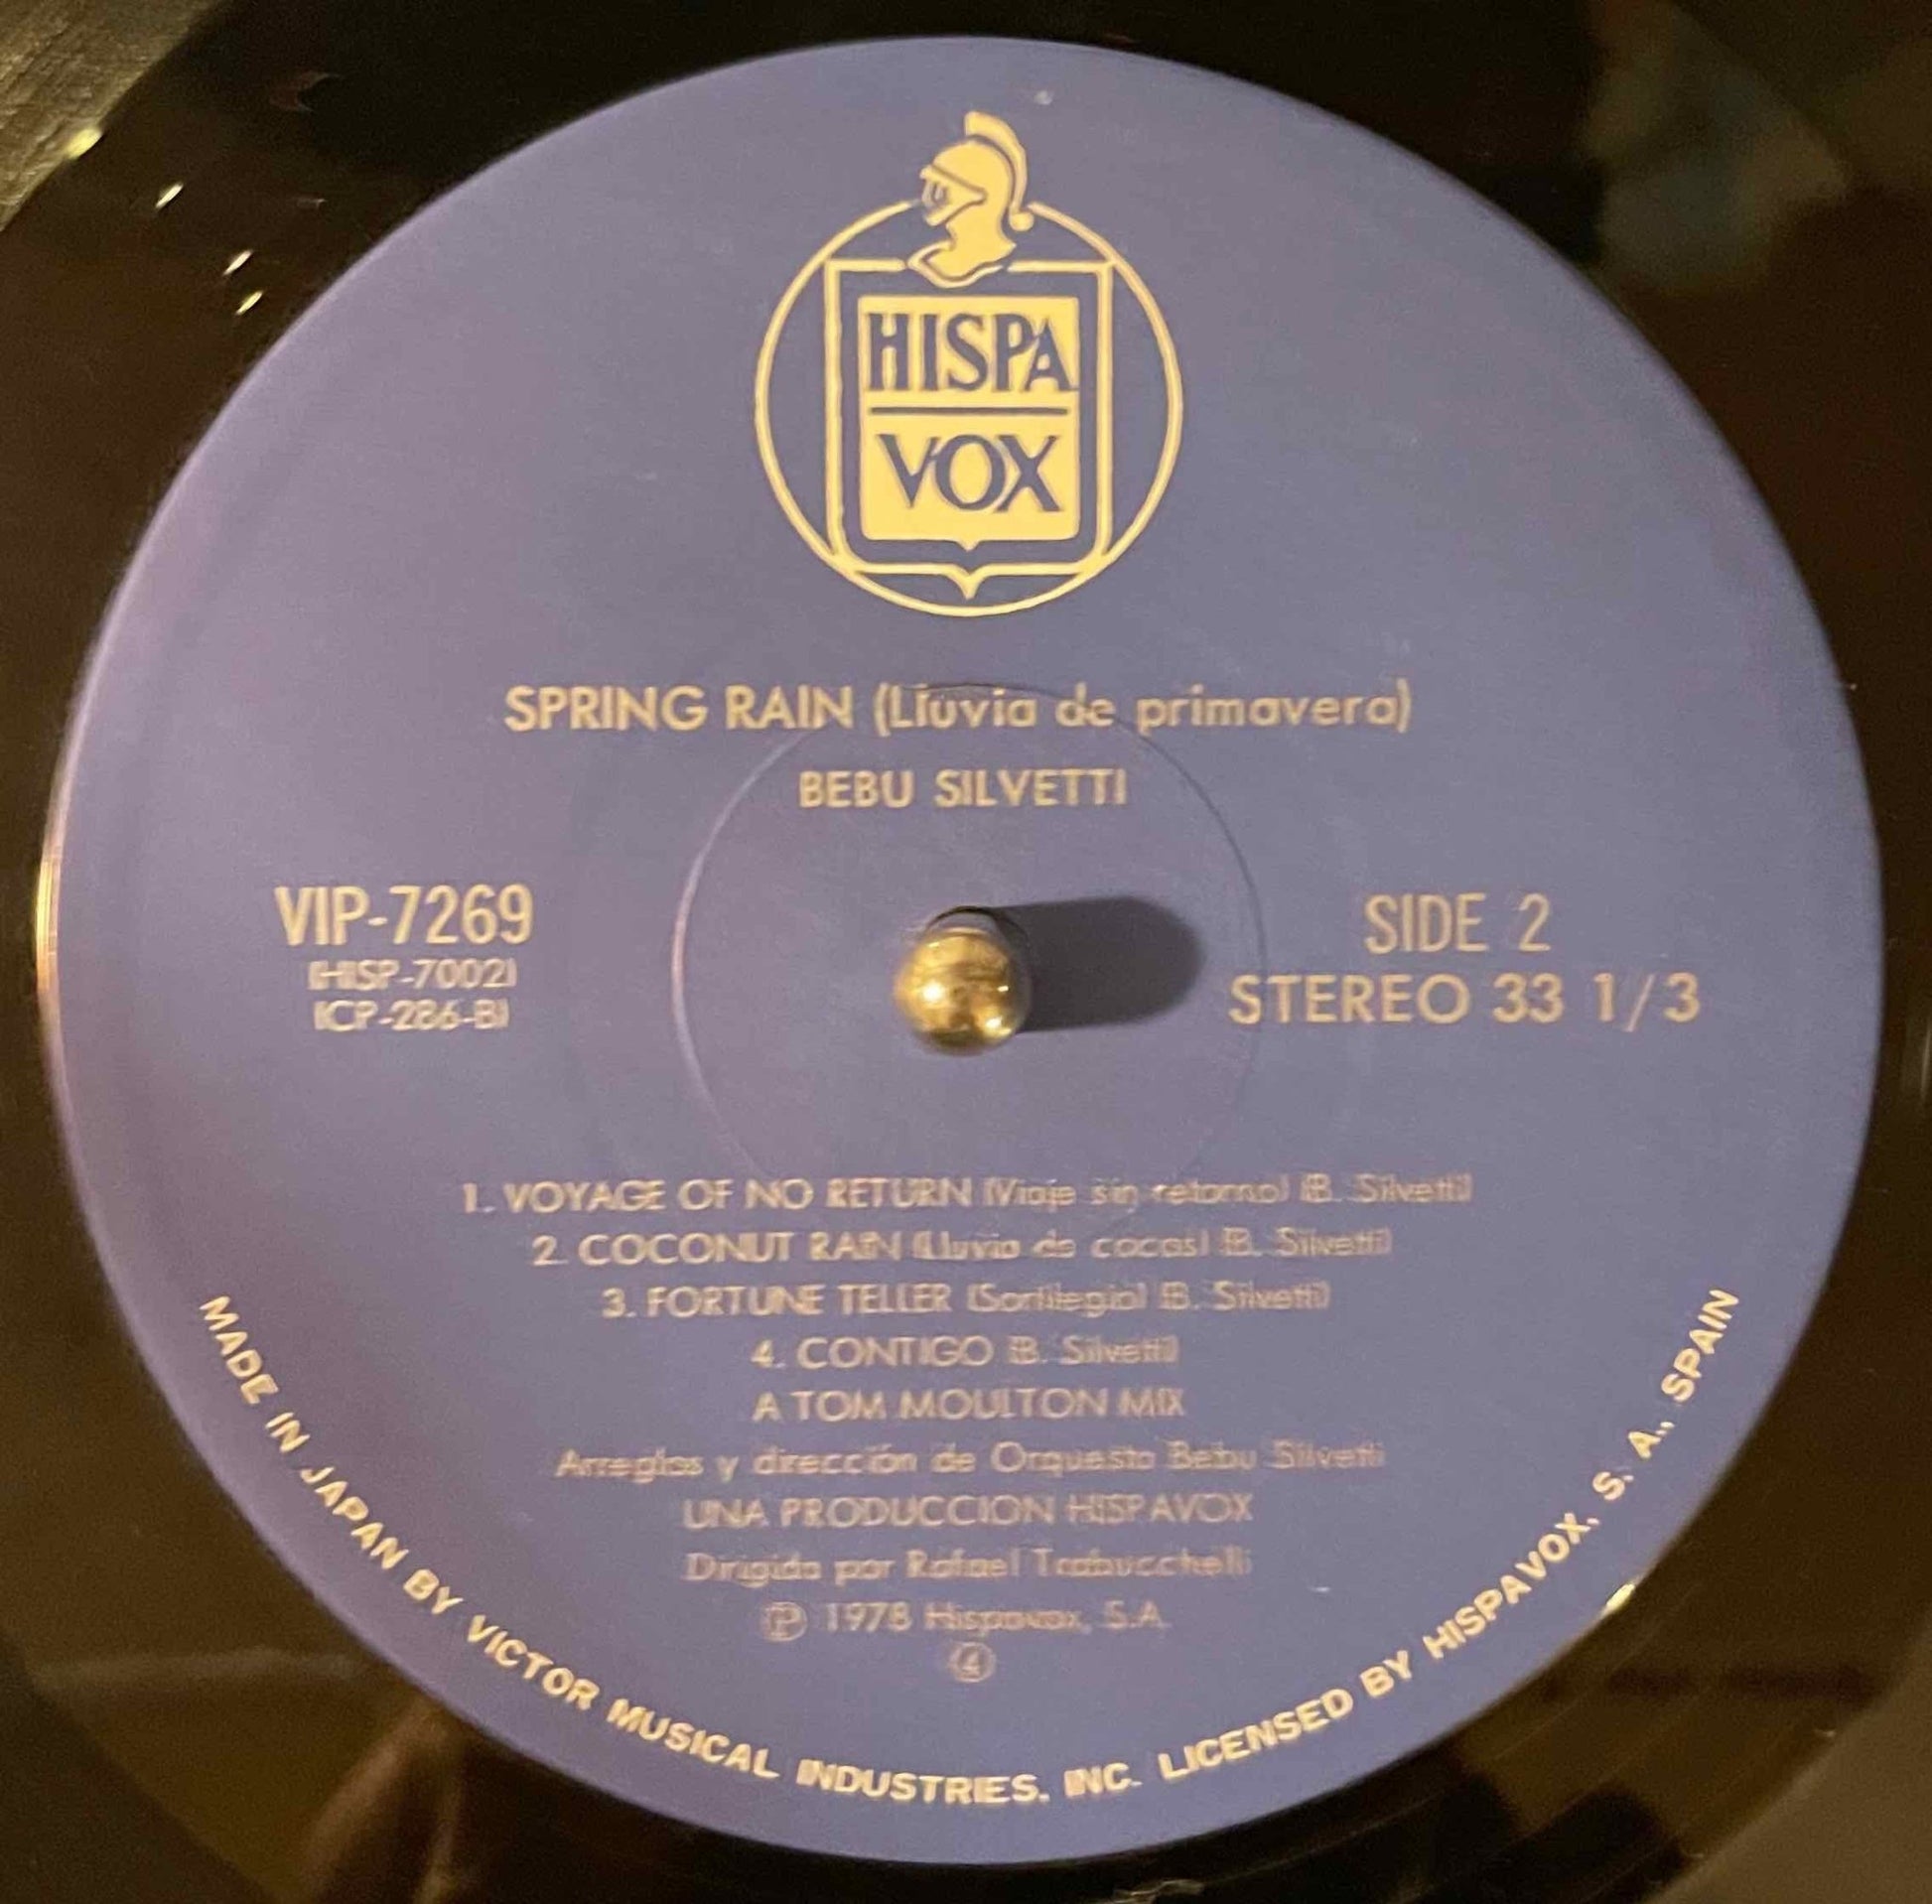 HISPA
VOX
SPRING RAIN (Lluvia de primavera)
BEBU SILVETTI
VIP-7269
(HISP-7002)
(CP-286-B)
SIDE 2
STEREO 33 1/3
1. VOYAGE OF NO RETURN (Viaje sin retorno) (B. Silvetti)
2. COCONUT RAIN (Lluvia de cocos) (B. Silvetti)
3. FORTUNE TELLER (Sortilegio) (B. Silvetti)
4. CONTIGO (B. Silvetti)
A TOM MOULTON MIX
Arreglos y dirección de Orquesta Bebu Silvetti
UNA PRODUCCION HISPAVOX
Dirigida por Rafael Trabucchelli
Ⓟ 1978 Hispavox, S.A.
④
MADE IN JAPAN BY VICTOR MUSICAL INDUSTRIES, INC. LICENSED BY HISPAVOX, S. A., SPAIN